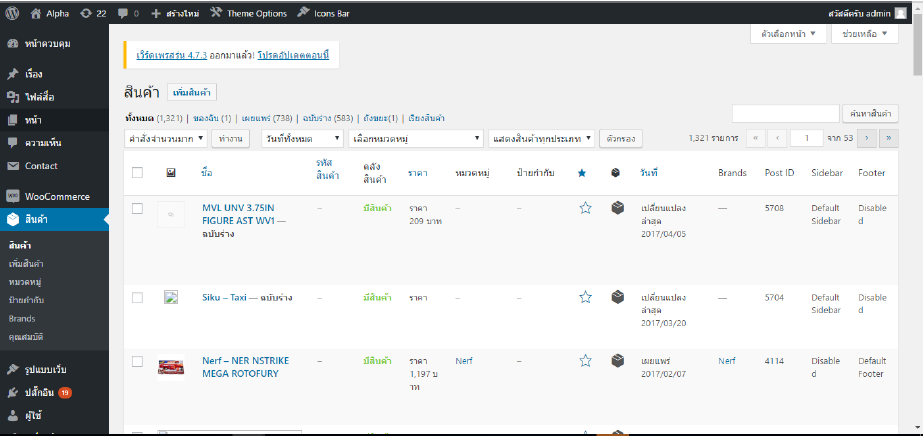 Alpha 22 0 สร้างใหม่ Theme Options Icons Bar สวัสดีครับ admin
ตัวเลือกหน้า ช่วยเหลือ
หน้าควบคุม
เรื่อง
ไฟล์สื่อ
หน้า
ความเห็น
Contact
WooCommerce
สินค้า
สินค้า
เพิ่มสินค้า
หมวดหมู่
ป้ายกำกับ
Brands
คุณสมบัติ
รูปแบบเว็บ
ปลั๊กอิน 19
ผู้ใช้
เวิร์ดเพรสรุ่น 4.7.3 ออกมาแล้ว! โปรดอัปเดตตอนนี้
สินค้า เพิ่มสินค้า
ทั้งหมด (1,321) | ของฉัน (1) | เผยแพร่ (738) | ฉบับร่าง (583) | ถังขยะ(1) | เรียงสินค้า
ค้นหาสินค้า
คำสั่งจำนวนมาก ทำงาน วันที่ทั้งหมด เลือกหมวดหมู่ แสดงสินค้าทุกประเภท ตัวกรอง 1,321 รายการ « ‹ 1 จาก 53 › »
ชื่อ รหัส คลัง ราคา หมวดหมู่ ป้ายกำกับ วันที่ Brands Post ID Sidebar Footer
สินค้า สินค้า
MVL UNV 3.75IN – มีสินค้า ราคา – – เปลี่ยนแปลง — 5708 Default Disable
FIGURE AST WV1 — 209 บาท ล่าสุด Sidebar d
ฉบับร่าง 2017/04/05
Siku – Taxi — ฉบับร่าง – มีสินค้า ราคา – – เปลี่ยนแปลง — 5704 Default Disable
ล่าสุด Sidebar d
2017/03/20
Nerf – NER NSTRIKE – มีสินค้า ราคา Nerf – เผยแพร่ Nerf 4114 Disable Default
MEGA ROTOFURY 1,197 บ 2017/02/07 d Footer
าท